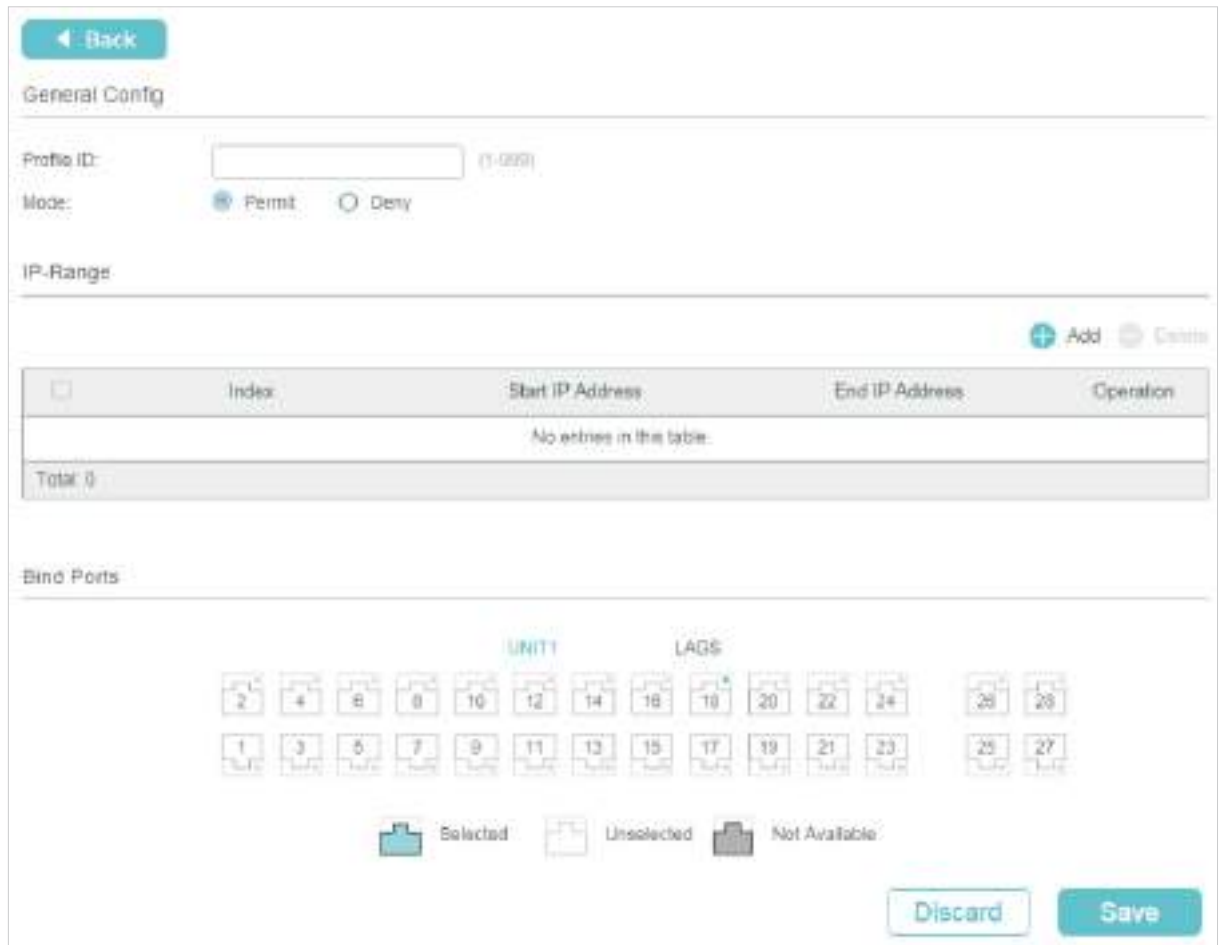 Back
General Config
Profile ID: (1-999)
Mode: Permit Deny
IP-Range
Add Delete
Index Start IP Address End IP Address Operation
No entries in this table.
Total: 0
Bind Ports
UNIT1 LAGS
2 4 6 8 10 12 14 16 18 20 22 24 26 28
1 3 5 7 9 11 13 15 17 19 21 23 25 27
Selected Unselected Not Available
Discard Save